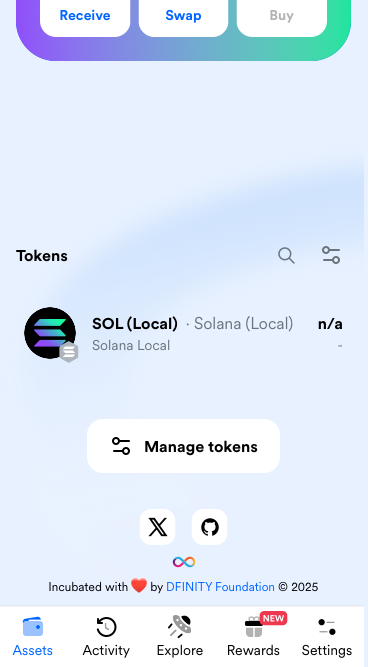 Receive Swap Buy
Tokens
SOL (Local) · Solana (Local) n/a
Solana Local -
Manage tokens
Incubated with ❤️ by DFINITY Foundation © 2025
NEW
Assets Activity Explore Rewards Settings